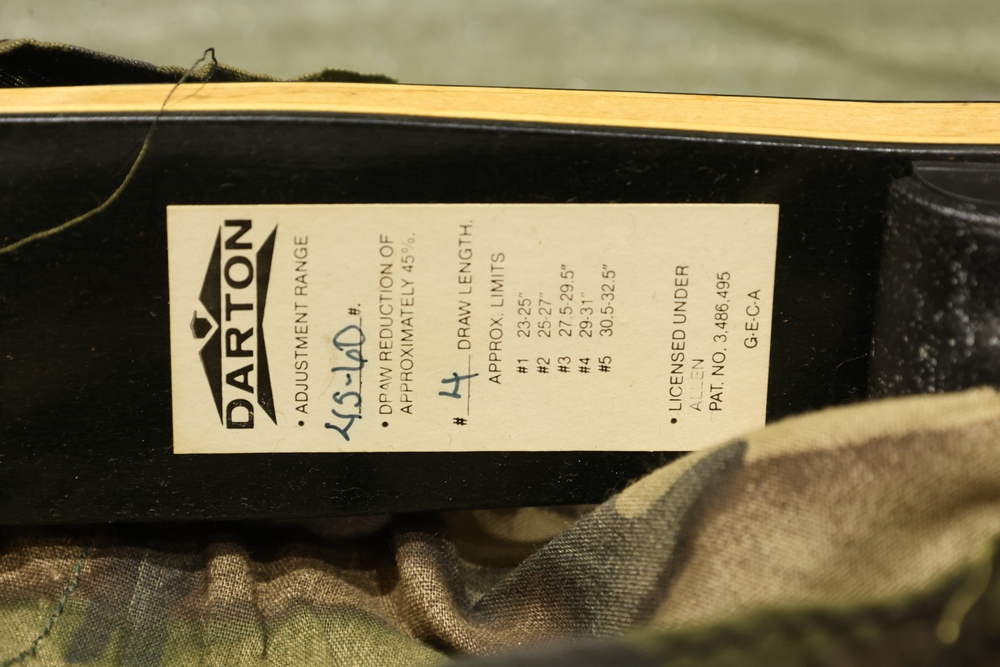 DARTON
• ADJUSTMENT RANGE
45-60 #.
• DRAW REDUCTION OF
APPROXIMATELY 45%.
# 4 DRAW LENGTH.
APPROX. LIMITS
#1 23-25"
#2 25-27"
#3 27.5-29.5"
#4 29-31"
#5 30.5-32.5"
• LICENSED UNDER
ALLEN
PAT. NO. 3,486,495
G-E-C-A